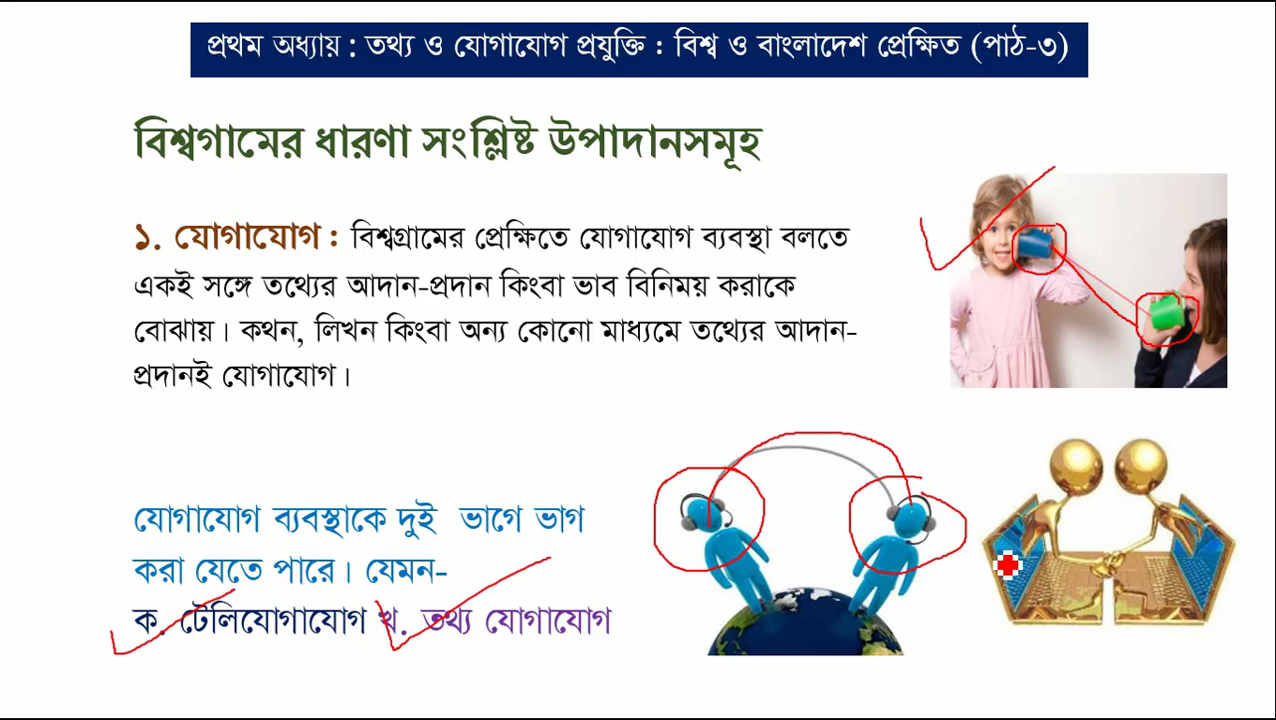 প্রথম অধ্যায় : তথ্য ও যোগাযোগ প্রযুক্তি : বিশ্ব ও বাংলাদেশ প্রেক্ষিত (পাঠ-৩)
বিশ্বগামের ধারণা সংশ্লিষ্ট উপাদানসমূহ
১. যোগাযোগ : বিশ্বগ্রামের প্রেক্ষিতে যোগাযোগ ব্যবস্থা বলতে
একই সঙ্গে তথ্যের আদান-প্রদান কিংবা ভাব বিনিময় করাকে
বোঝায়। কথন, লিখন কিংবা অন্য কোনো মাধ্যমে তথ্যের আদান-
প্রদানই যোগাযোগ।
যোগাযোগ ব্যবস্থাকে দুই ভাগে ভাগ
করা যেতে পারে। যেমন-
ক. টেলিযোগাযোগ খ. তথ্য যোগাযোগ